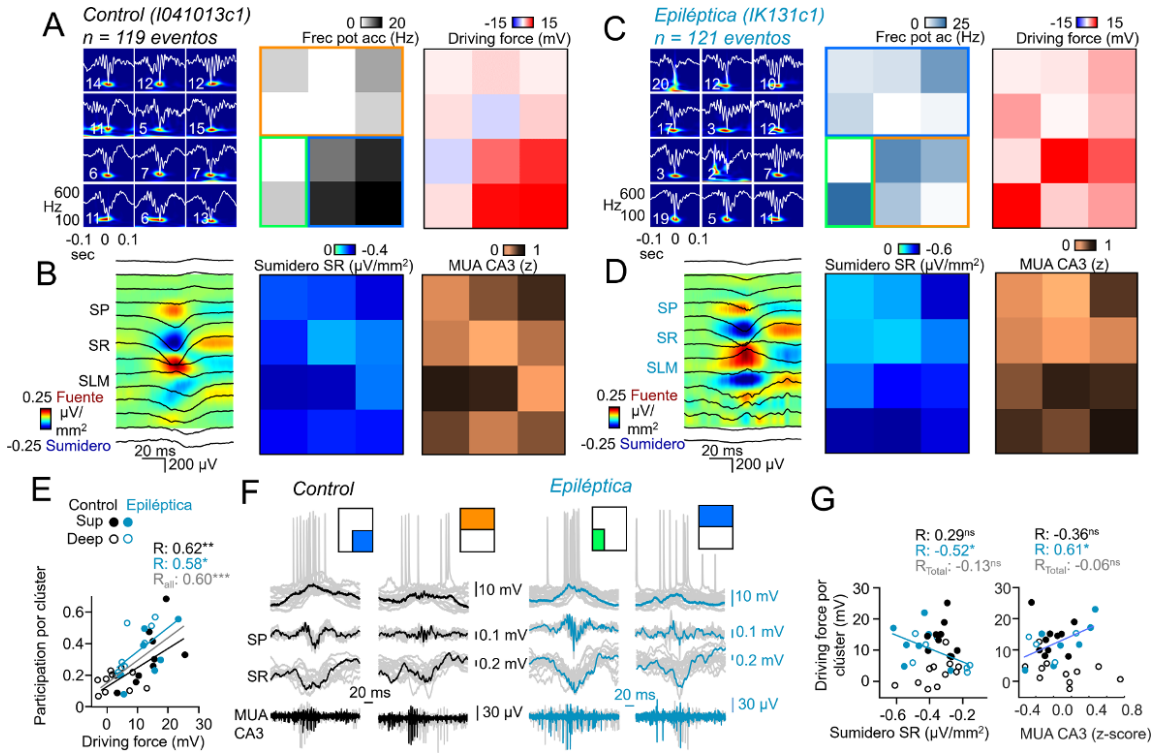 A
Control (I041013c1)
n = 119 eventos
0 20
Frec pot acc (Hz)
-15 15
Driving force (mV)
14 12 12
11 5 15
6 7 7
11 6 13
600
Hz
100
-0.1 0 0.1
sec
C
Epiléptica (IK131c1)
n = 121 eventos
0 25
Frec pot ac (Hz)
-15 15
Driving force (mV)
20 12 10
17 3 12
3 2 7
19 5 11
600
Hz
100
-0.1 0 0.1
sec
B
SP
SR
SLM
0.25 Fuente
µV/
mm2
-0.25 Sumidero
20 ms
200 µV
0 -0.4
Sumidero SR (µV/mm2)
0 1
MUA CA3 (z)
D
SP
SR
SLM
0.25 Fuente
µV/
mm2
-0.25 Sumidero
20 ms
200 µV
0 -0.6
Sumidero SR (µV/mm2)
0 1
MUA CA3 (z)
E
Control Epiléptica
Sup
Deep
R: 0.62**
R: 0.58*
Rall: 0.60***
Participation por clúster
0.6
0.4
0.2
0
0 10 20 30
Driving force (mV)
F
Control
Epiléptica
10 mV
10 mV
SP
0.1 mV
0.1 mV
SR
0.2 mV
0.2 mV
20 ms
20 ms
MUA
CA3
30 µV
30 µV
G
R: 0.29ns
R: -0.52*
RTotal: -0.13ns
R: -0.36ns
R: 0.61*
RTotal: -0.06ns
Driving force por
clúster (mV)
30
20
10
0
-0.6 -0.4 -0.2
Sumidero SR (µV/mm2)
30
20
10
0
-0.4 0.0 0.4 0.8
MUA CA3 (z-score)